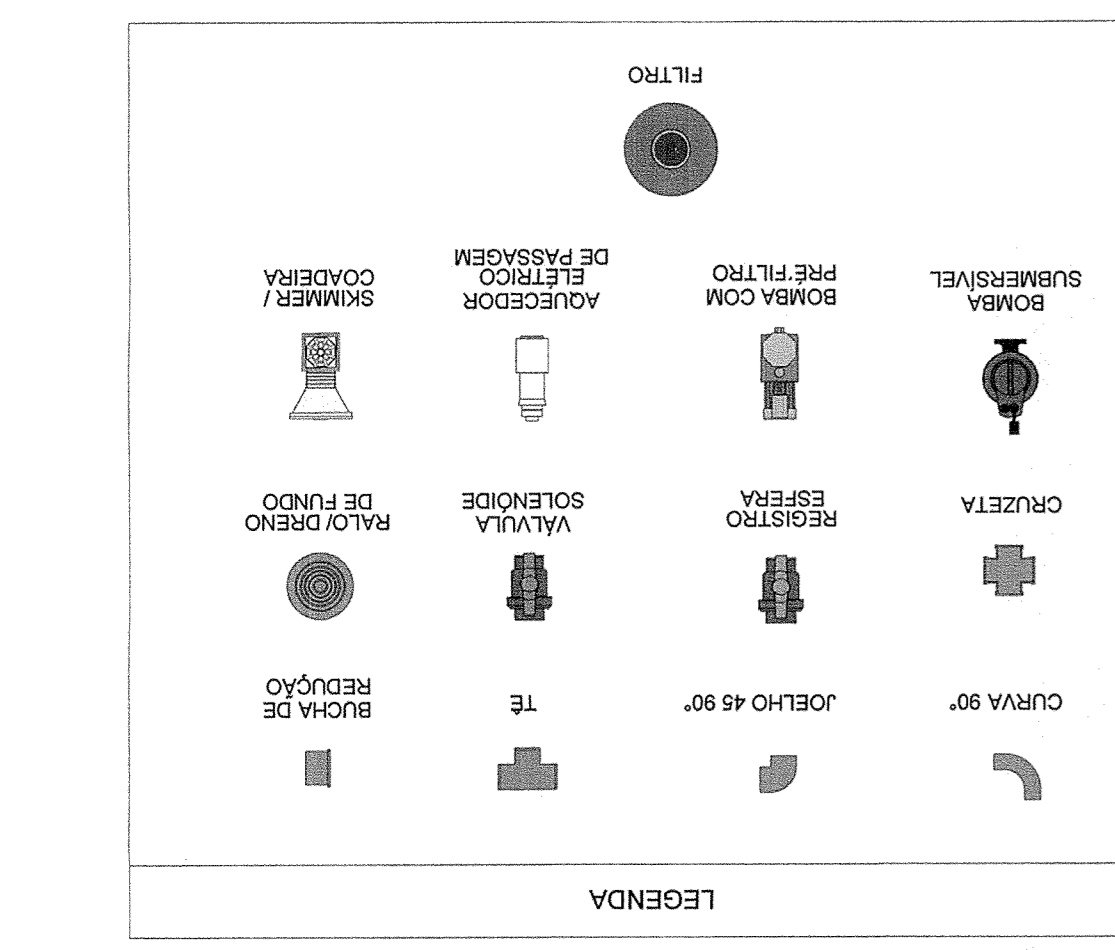 LEGENDA
CURVA 90°
JOELHO 45 90°
TÊ
BUCHA DE
REDUÇÃO
CRUZETA
REGISTRO
ESFERA
VÁLVULA
SOLENÓIDE
RALO/ DRENO
DE FUNDO
BOMBA
SUBMERSÍVEL
BOMBA COM
PRÉ'FILTRO
AQUECEDOR
ELÉTRICO
DE PASSAGEM
SKIMMER /
COADEIRA
FILTRO